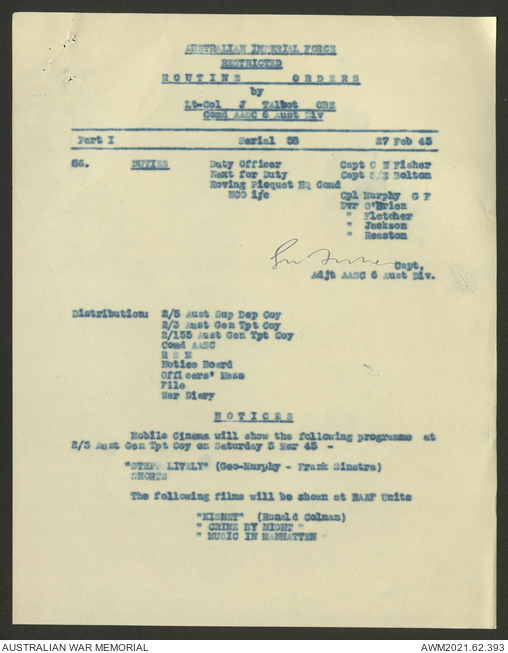 AUSTRALIAN IMPERIAL FORCE
RESTRICTED
ROUTINE ORDERS
by
Lt-Col J Talbot OBE
Comd AASC 6 Aust Div
Part I Serial 58 27 Feb 45
86. DUTIES Duty Officer Capt G N Fisher
Next for Duty Capt Bolton
Roving Picquet HQ Comd
NCO i/c Cpl Murphy G F
Dvr O'Brien
" Fletcher
" Jackson
" Reaston
Capt,
Adjt AASC 6 Aust Div.
Distribution: 2/5 Aust Sup Dep Coy
2/3 Aust Gen Tpt Coy
2/155 Aust Gen Tpt Coy
Comd AASC
R S M
Notice Board
Officers' Mess
File
War Diary
NOTICES
Mobile Cinema will show the following programme at
2/3 Aust Gen Tpt Coy on Saturday 3 Mar 45 -
"STEPP LIVELY" (Geo-Murphy - Frank Sinatra)
SHORTS
The following films will be shown at RAAF Units
"KISMET" (Ronald Colman)
" CRIME BY NIGHT "
" MUSIC IN MANHATTEN "
AUSTRALIAN WAR MEMORIAL AWM2021.62.393